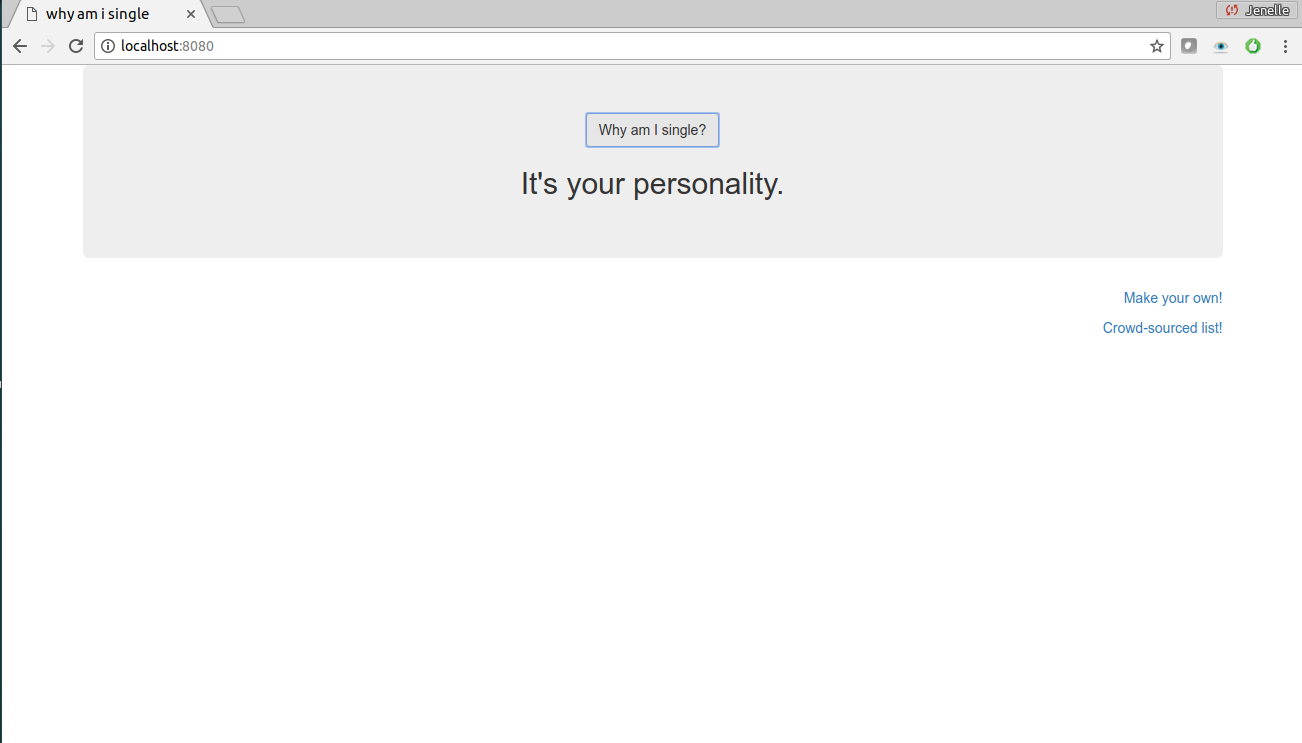 why am i single
Jenelle
localhost:8080
Why am I single?
It's your personality.
Make your own!
Crowd-sourced list!